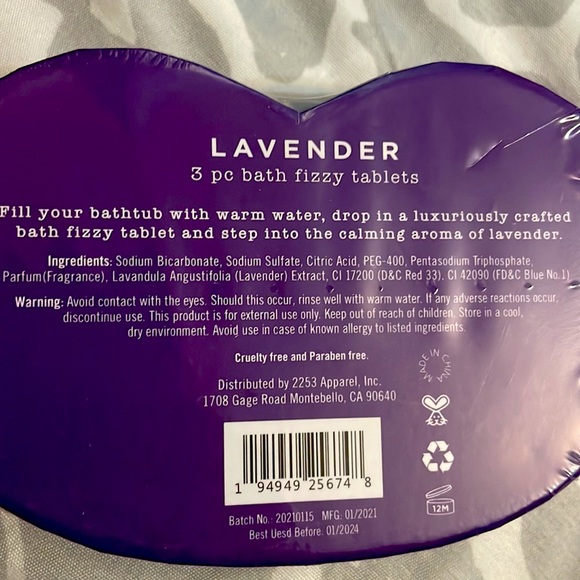 LAVENDER
3 pc bath fizzy tablets
Fill your bathtub with warm water, drop in a luxuriously crafted
bath fizzy tablet and step into the calming aroma of lavender.
Ingredients: Sodium Bicarbonate, Sodium Sulfate, Citric Acid, PEG-400, Pentasodium Triphosphate,
Parfum(Fragrance), Lavandula Angustifolia (Lavender) Extract, CI 17200 (D&C Red 33), CI 42090 (FD&C Blue No.1)
Warning: Avoid contact with the eyes. Should this occur, rinse well with warm water. If any adverse reactions occur,
discontinue use. This product is for external use only. Keep out of reach of children. Store in a cool,
dry environment. Avoid use in case of known allergy to listed ingredients.
Cruelty free and Paraben free.
MADE IN CHINA
Distributed by 2253 Apparel, Inc.
1708 Gage Road Montebello, CA 90640
1 94949 25674 8
12M
Batch No. 20210115 MFG. 01/2021
Best Uesd Before. 01/2024